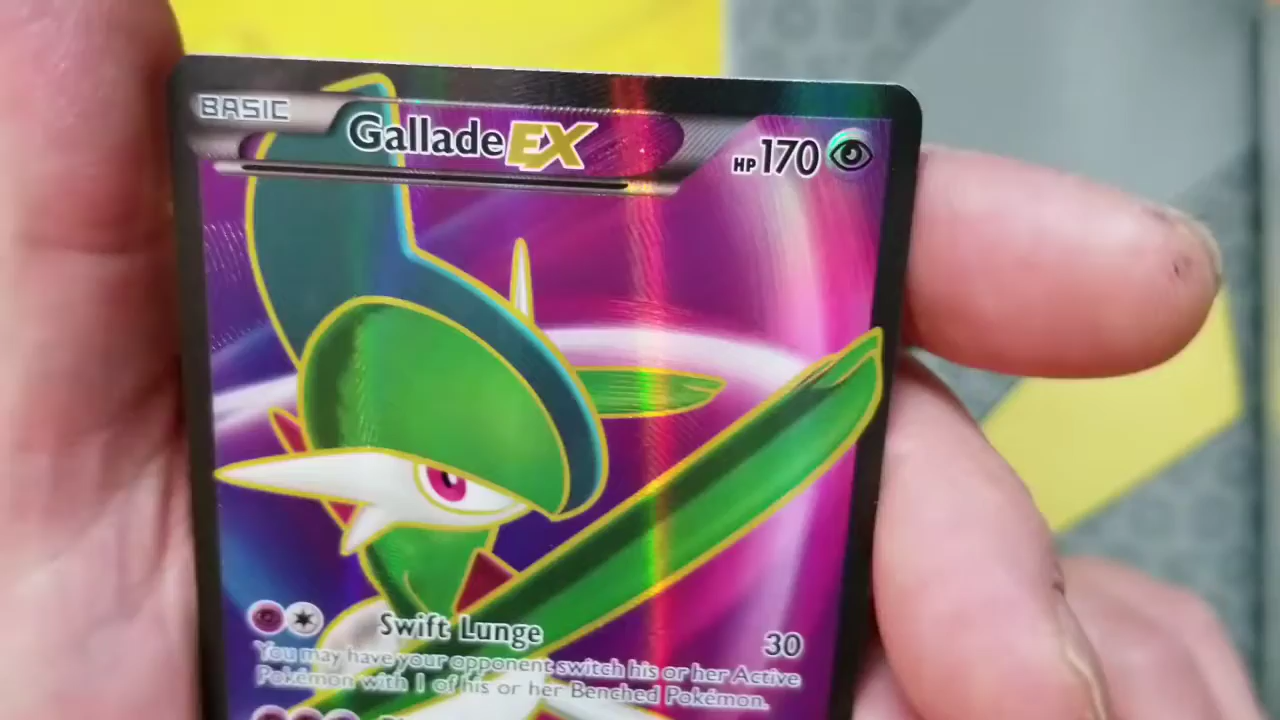 BASIC
Gallade EX
HP 170
Swift Lunge 30
You may have your opponent switch his or her Active
Pokémon with 1 of his or her Benched Pokémon.